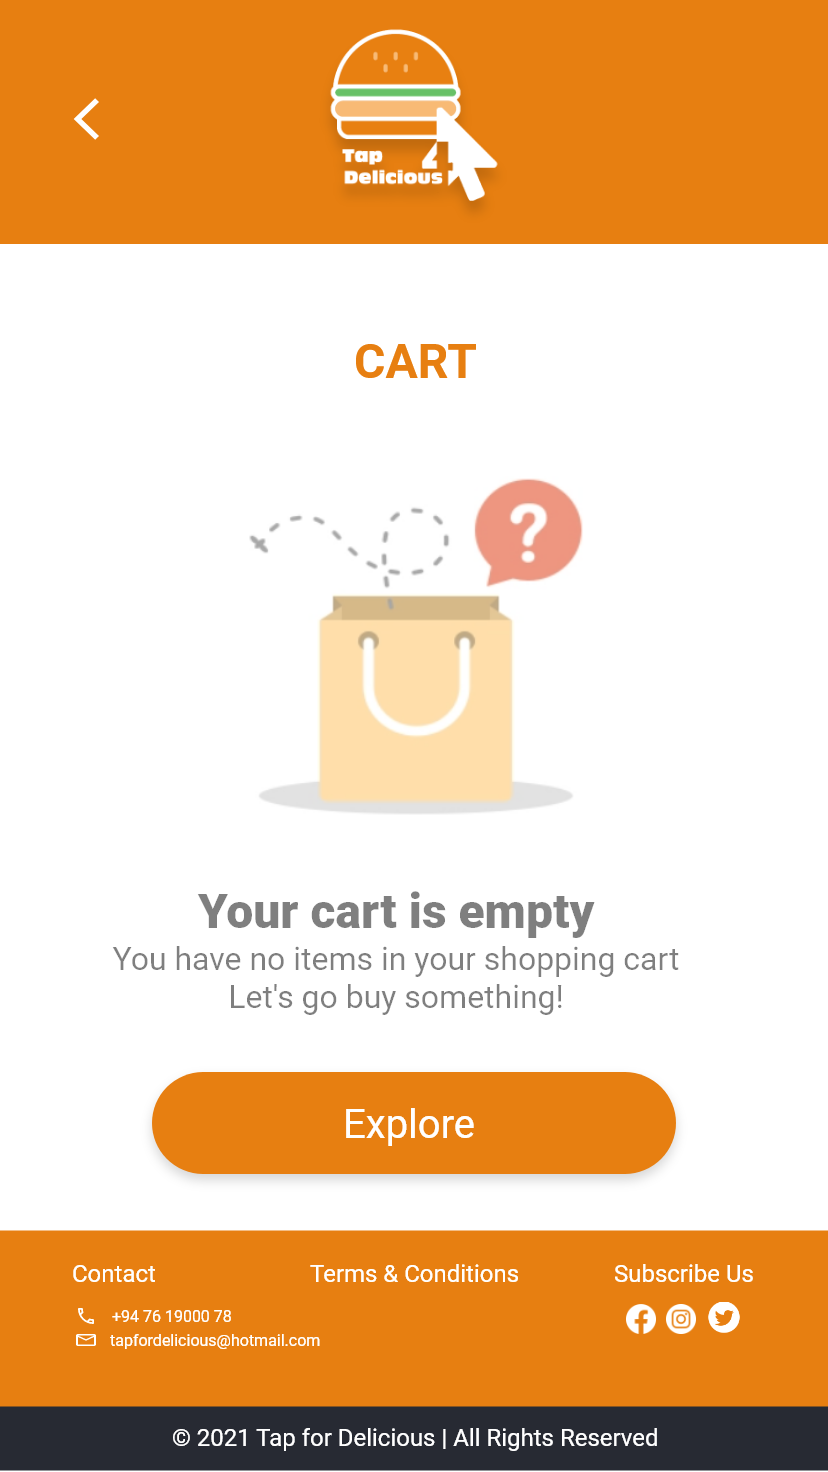 Tap 4
Delicious
CART
?
Your cart is empty
You have no items in your shopping cart
Let's go buy something!
Explore
Contact
Terms & Conditions
Subscribe Us
+94 76 19000 78
tapfordelicious@hotmail.com
© 2021 Tap for Delicious | All Rights Reserved